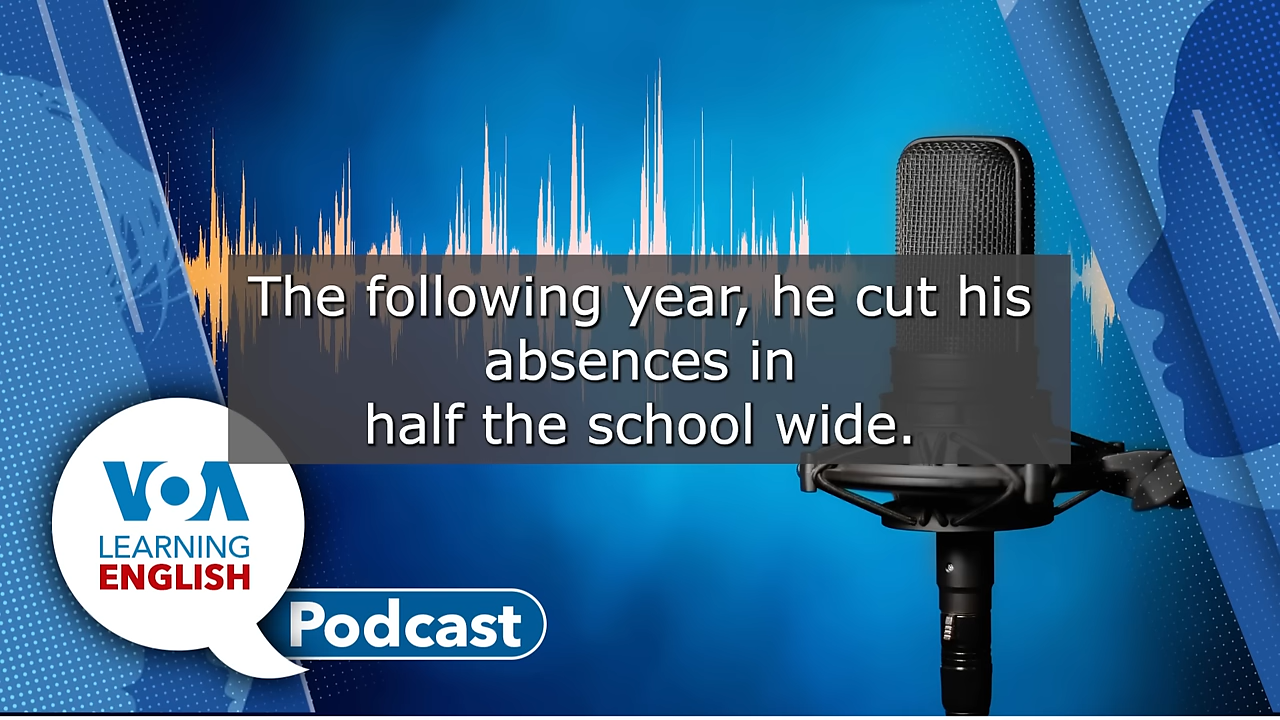 The following year, he cut his
absences in
half the school wide.
VOA
LEARNING
ENGLISH
Podcast